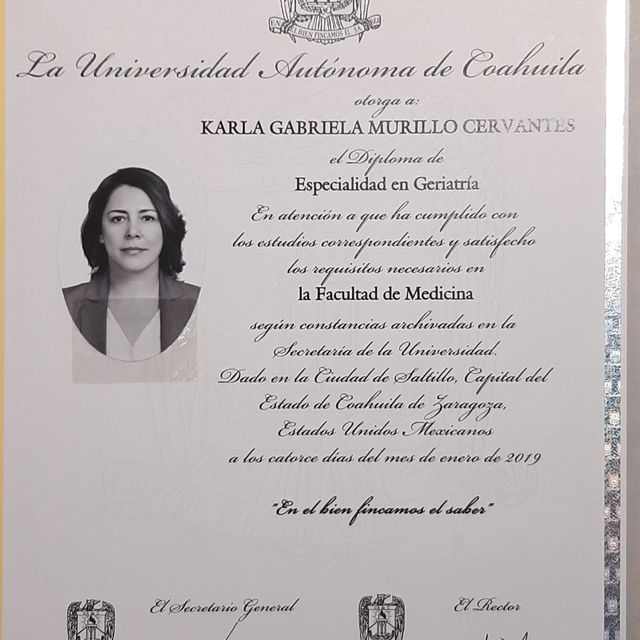 EN EL BIEN FINCAMOS EL SABER
La Universidad Autónoma de Coahuila
otorga a:
KARLA GABRIELA MURILLO CERVANTES
el Diploma de
Especialidad en Geriatría
En atención a que ha cumplido con
los estudios correspondientes y satisfecho
los requisitos necesarios en
la Facultad de Medicina
según constancias archivadas en la
Secretaría de la Universidad.
Dado en la Ciudad de Saltillo, Capital del
Estado de Coahuila de Zaragoza,
Estados Unidos Mexicanos
a los catorce días del mes de enero de 2019
"En el bien fincamos el saber"
El Secretario General
El Rector